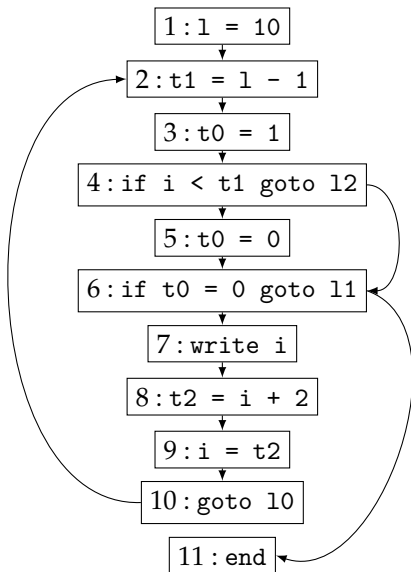 1 : l = 10
2 : t1 = l - 1
3 : t0 = 1
4 : if i < t1 goto l2
5 : t0 = 0
6 : if t0 = 0 goto l1
7 : write i
8 : t2 = i + 2
9 : i = t2
10 : goto l0
11 : end